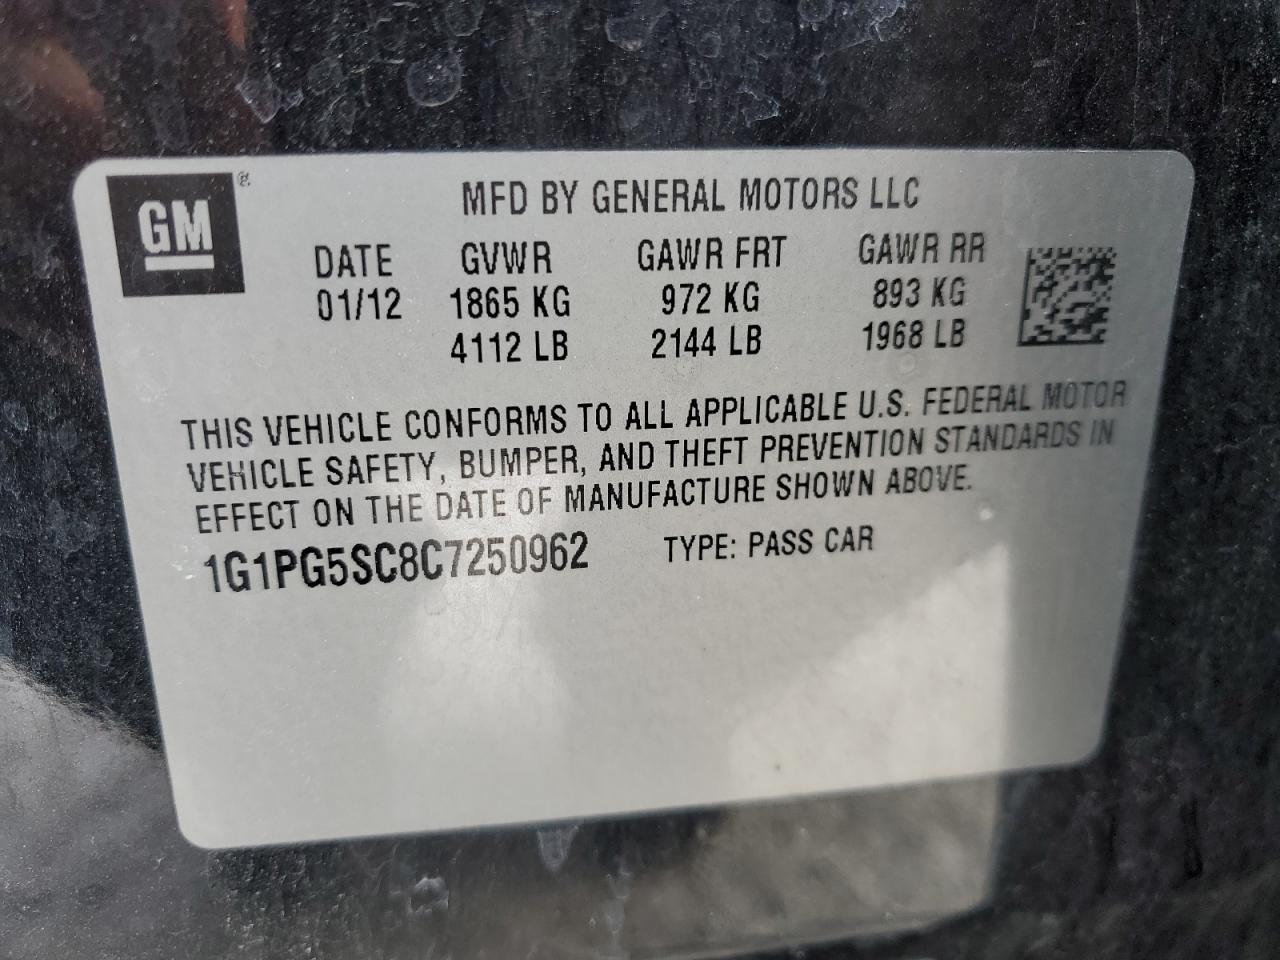 GM®
MFD BY GENERAL MOTORS LLC
DATE GVWR GAWR FRT GAWR RR
01/12 1865 KG 972 KG 893 KG
4112 LB 2144 LB 1968 LB
THIS VEHICLE CONFORMS TO ALL APPLICABLE U.S. FEDERAL MOTOR
VEHICLE SAFETY, BUMPER, AND THEFT PREVENTION STANDARDS IN
EFFECT ON THE DATE OF MANUFACTURE SHOWN ABOVE.
1G1PG5SC8C7250962 TYPE: PASS CAR